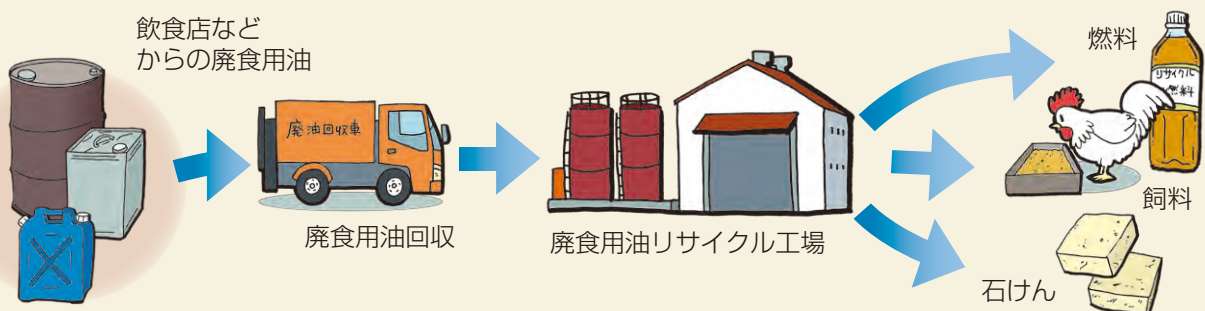 飲食店など
からの廃食用油
廃油回収車
廃食用油回収
廃食用油リサイクル工場
燃料
リサイクル
燃料
飼料
石けん